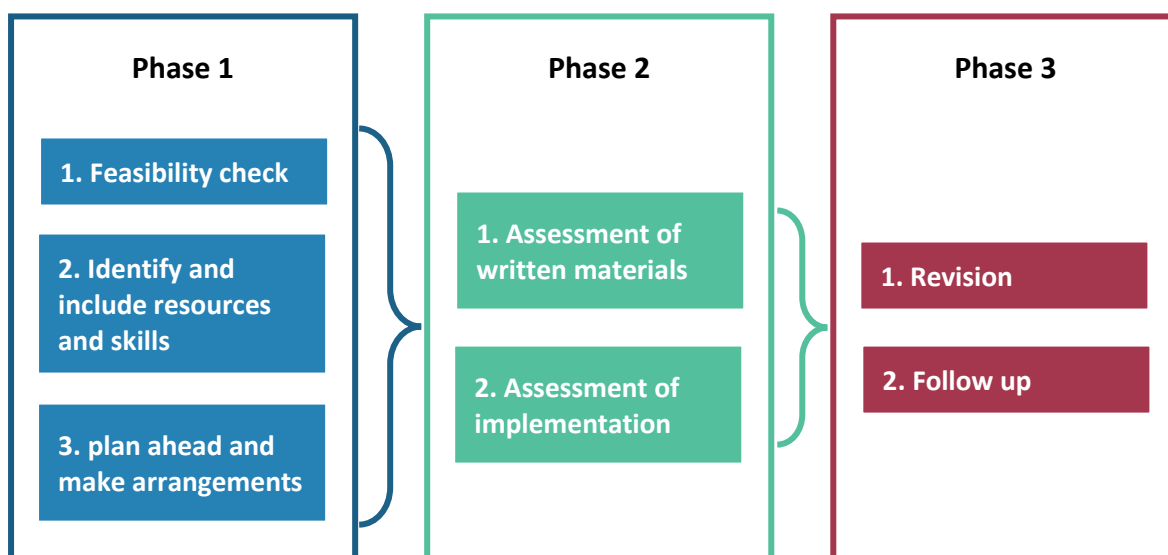 Phase 1
1. Feasibility check
2. Identify and
include resources
and skills
3. plan ahead and
make arrangements
Phase 2
1. Assessment of
written materials
2. Assessment of
implementation
Phase 3
1. Revision
2. Follow up